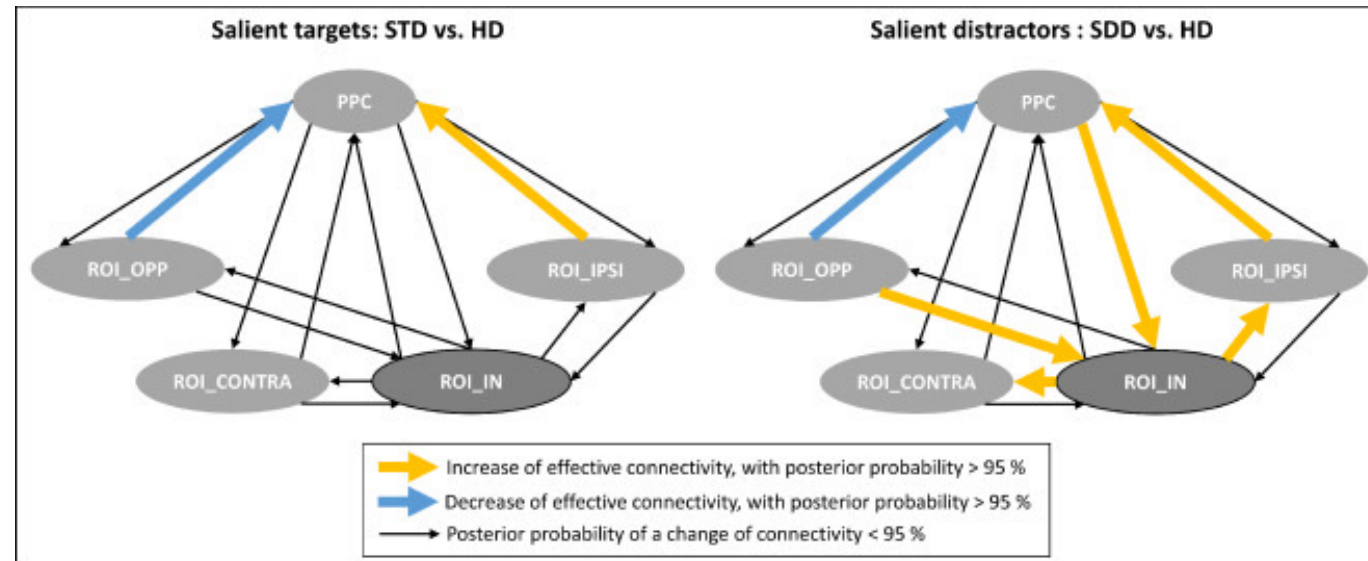 Salient targets: STD vs. HD
Salient distractors : SDD vs. HD
PPC
PPC
ROI_OPP
ROI_IPSI
ROI_OPP
ROI_IPSI
ROI_CONTRA
ROI_IN
ROI_CONTRA
ROI_IN
Increase of effective connectivity, with posterior probability > 95 %
Decrease of effective connectivity, with posterior probability > 95 %
Posterior probability of a change of connectivity < 95 %